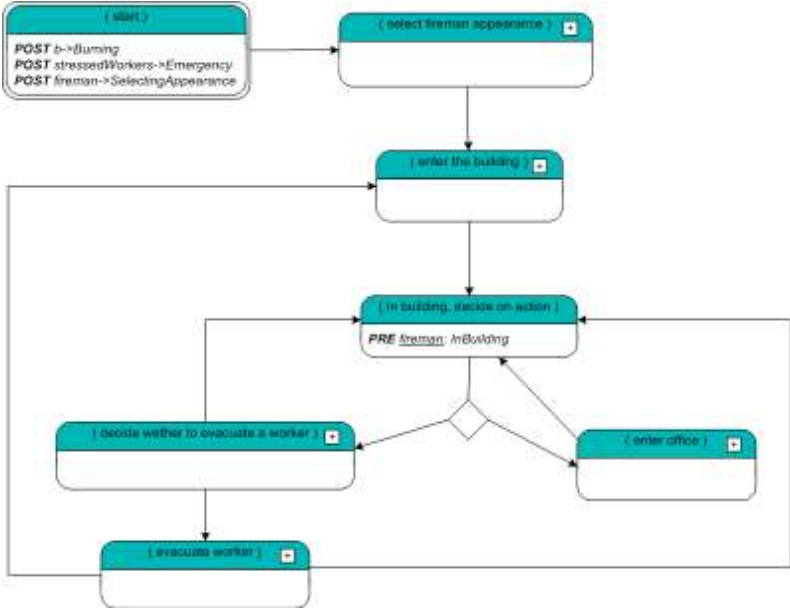 ( start )
POST b->Burning
POST stressedWorkers->Emergency
POST fireman->SelectingAppearance
( select fireman appearance ) +
( enter the building ) +
( In building, decide on action )
PRE fireman: InBuilding
( decide wether to evacuate a worker ) +
( enter office ) +
( evacuate worker ) +